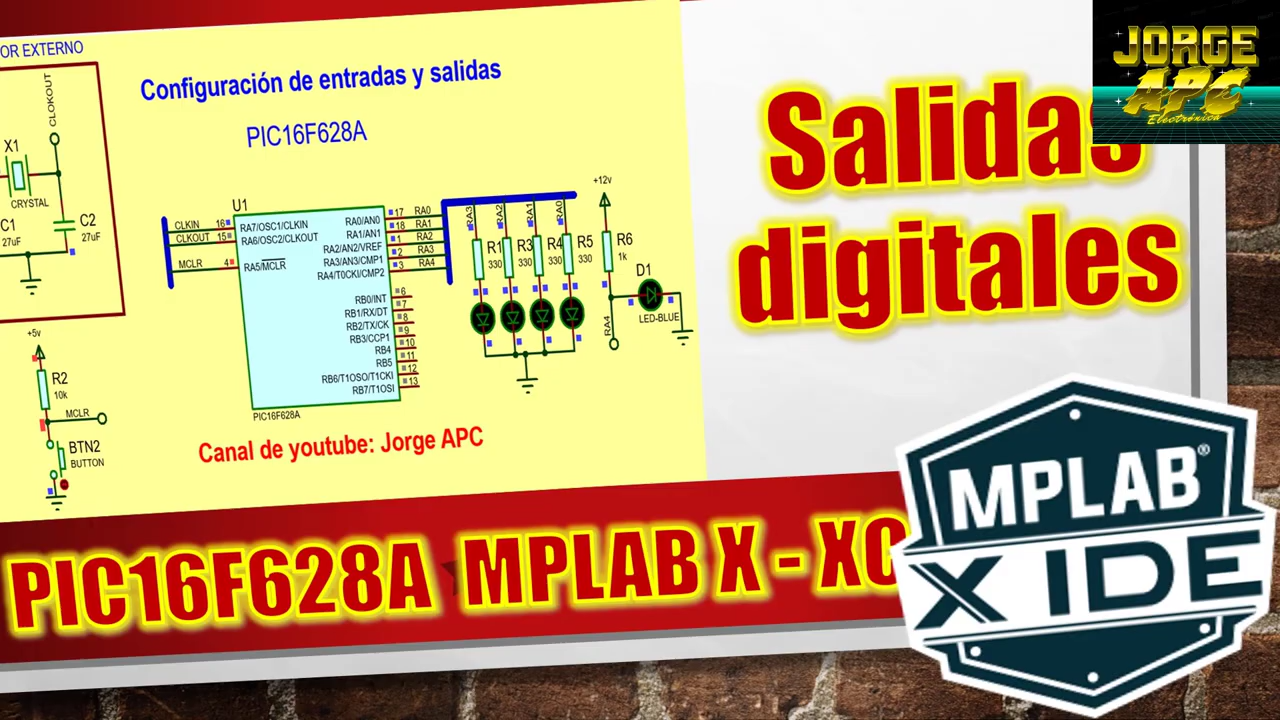 OR EXTERNO
CLOKOUT
X1
CRYSTAL
C1
27uF
C2
27uF
+5v
R2
10k
MCLR
BTN2
BUTTON
Configuración de entradas y salidas
PIC16F628A
U1
CLKIN
16
RA7/OSC1/CLKIN
CLKOUT
15
RA6/OSC2/CLKOUT
MCLR
4
RA5/MCLR
RA0/AN0
17
RA0
RA1/AN1
18
RA1
RA2/AN2/VREF
1
RA2
RA3/AN3/CMP1
2
RA3
RA4/T0CKI/CMP2
3
RA4
RB0/INT
6
RB1/RX/DT
7
RB2/TX/CK
8
RB3/CCP1
9
RB4
10
RB5
11
RB6/T1OSO/T1CKI
12
RB7/T1OSI
13
PIC16F628A
RA3
RA2
RA1
RA0
R1
330
R3
330
R4
330
R5
330
+12v
R6
1k
D1
LED-BLUE
RA4
Canal de youtube: Jorge APC
Salidas
digitales
JORGE
APC
Electrónica
PIC16F628A MPLAB X - XC
MPLAB®
X IDE